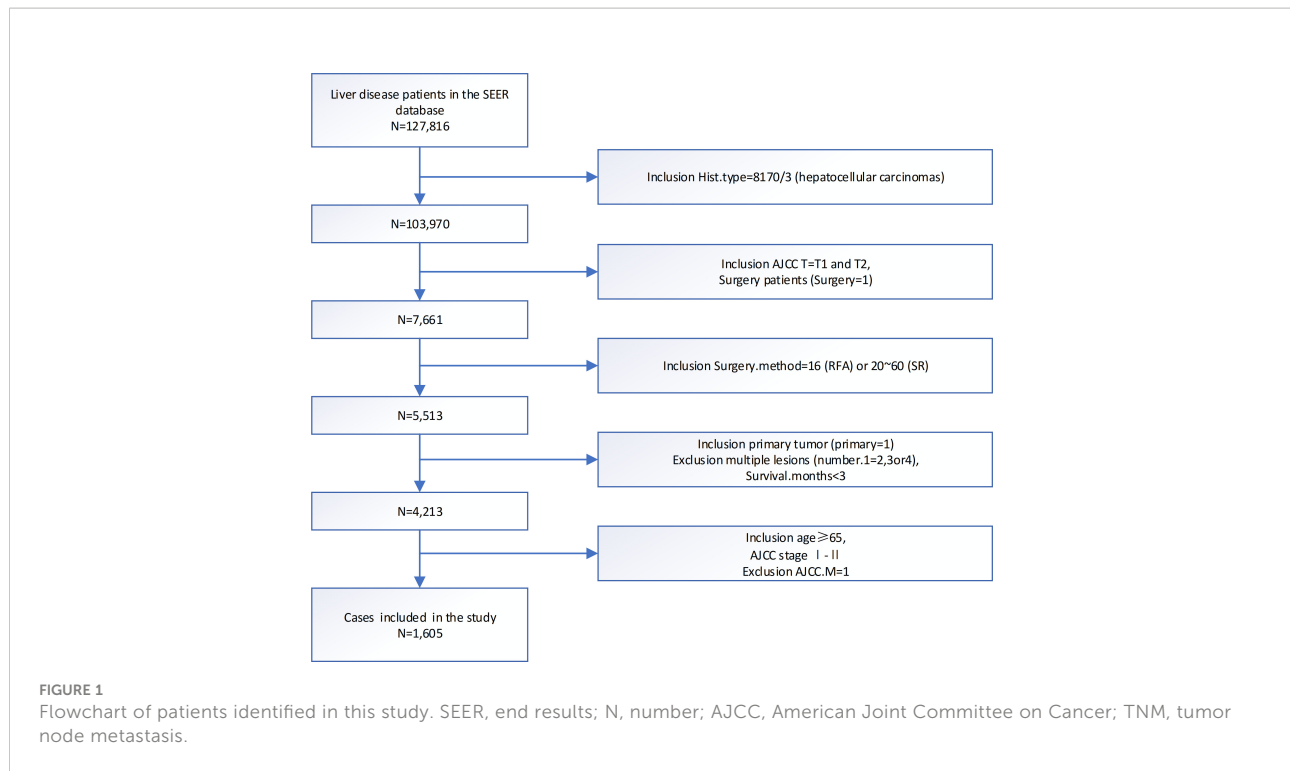 Liver disease patients in the SEER
database
N=127,816
Inclusion Hist.type=8170/3 (hepatocellular carcinomas)
N=103,970
Inclusion AJCC T=T1 and T2,
Surgery patients (Surgery=1)
N=7,661
Inclusion Surgery.method=16 (RFA) or 20~60 (SR)
N=5,513
Inclusion primary tumor (primary=1)
Exclusion multiple lesions (number.1=2,3or4),
Survival.months<3
N=4,213
Inclusion age≥65,
AJCC stage Ⅰ-Ⅱ
Exclusion AJCC.M=1
Cases included in the study
N=1,605
FIGURE 1
Flowchart of patients identified in this study. SEER, end results; N, number; AJCC, American Joint Committee on Cancer; TNM, tumor
node metastasis.